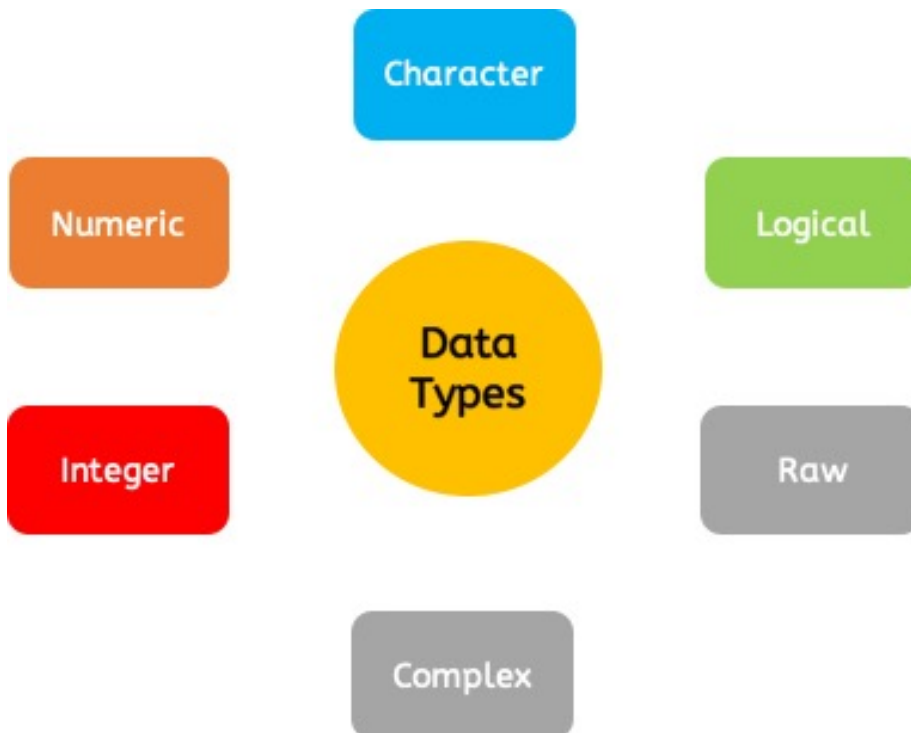 Character
Numeric
Logical
Data
Types
Integer
Raw
Complex